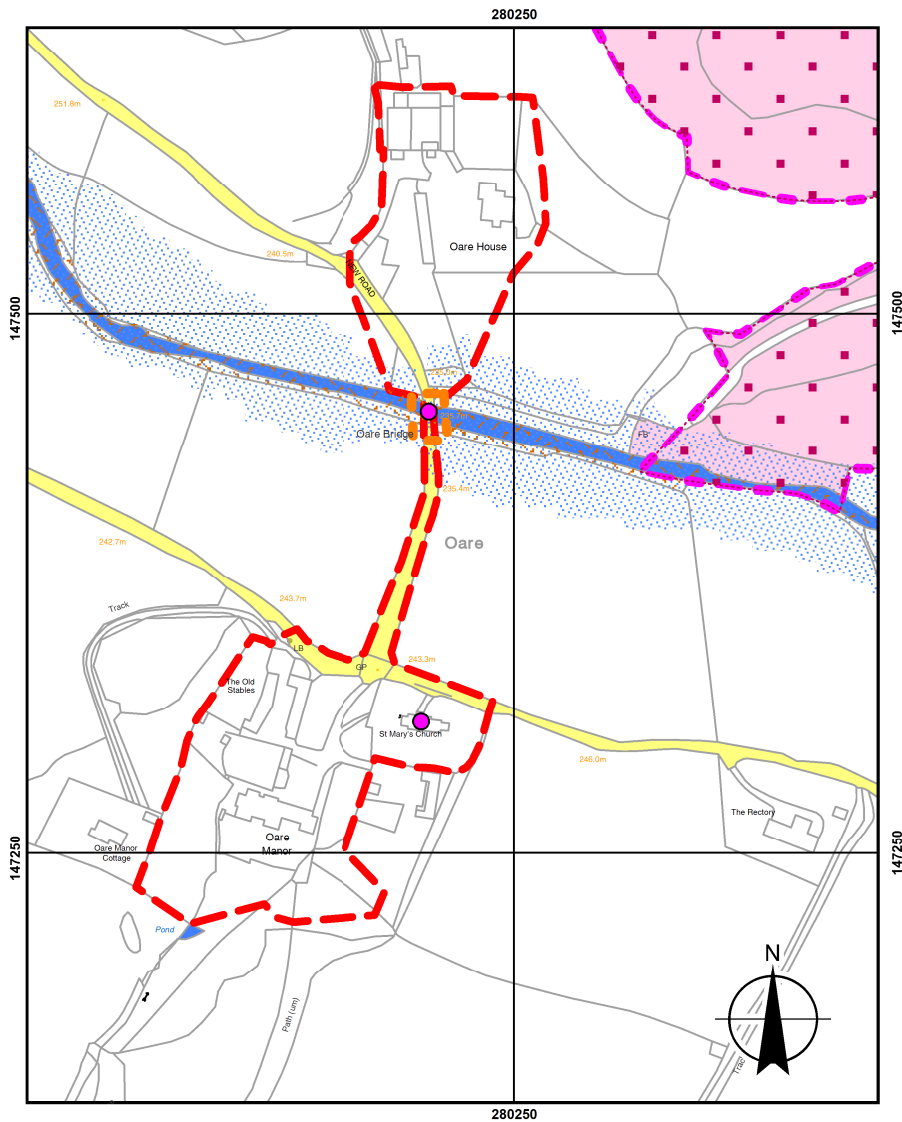 280250
251.8m
240.5m
Oare House
NEW ROAD
147500
147500
Oare Bridge
FB
235.4m
Oare
242.7m
243.7m
Track
LB
GP
243.3m
The Old
Stables
St Mary's Church
246.0m
The Rectory
Oare
Manor
Oare Manor
Cottage
147250
147250
Pond
N
Path (um)
280250